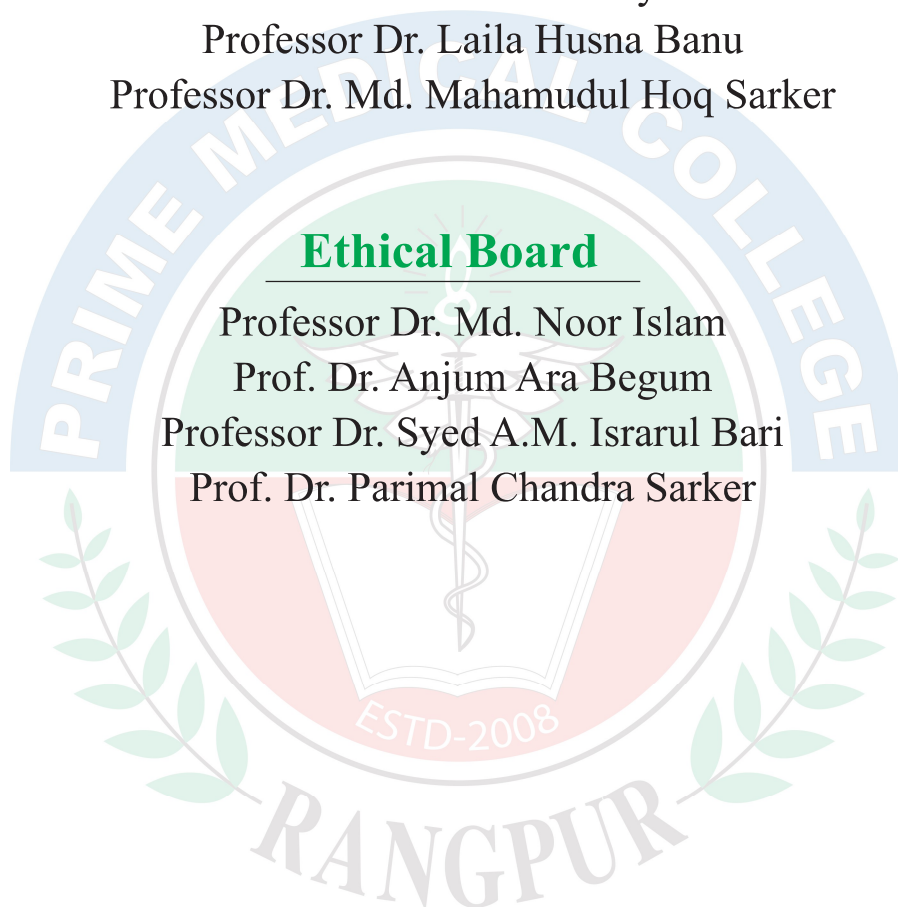 Professor Dr. Laila Husna Banu
Professor Dr. Md. Mahamudul Hoq Sarker
PRIME MEDICAL COLLEGE
Ethical Board
Professor Dr. Md. Noor Islam
Prof. Dr. Anjum Ara Begum
Professor Dr. Syed A.M. Israrul Bari
Prof. Dr. Parimal Chandra Sarker
ESTD-2008
RANGPUR